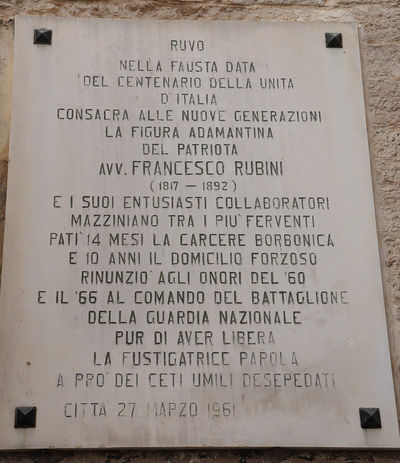 RUVO
NELLA FAUSTA DATA
DEL CENTENARIO DELLA UNITA
D'ITALIA
CONSACRA ALLE NUOVE GENERAZIONI
LA FIGURA ADAMANTINA
DEL PATRIOTA
AVV. FRANCESCO RUBINI
(1817 — 1892)
E I SUOI ENTUSIASTI COLLABORATORI
MAZZINIANO TRA I PIU' FERVENTI
PATI' 14 MESI LA CARCERE BORBONICA
E 10 ANNI IL DOMICILIO FORZOSO
RINUNZIO' AGLI ONORI DEL '60
E IL '66 AL COMANDO DEL BATTAGLIONE
DELLA GUARDIA NAZIONALE
PUR DI AVER LIBERA
LA FUSTIGATRICE PAROLA
A PRO' DEI CETI UMILI DESEPEDATI
CITTA 27 MARZO 1961